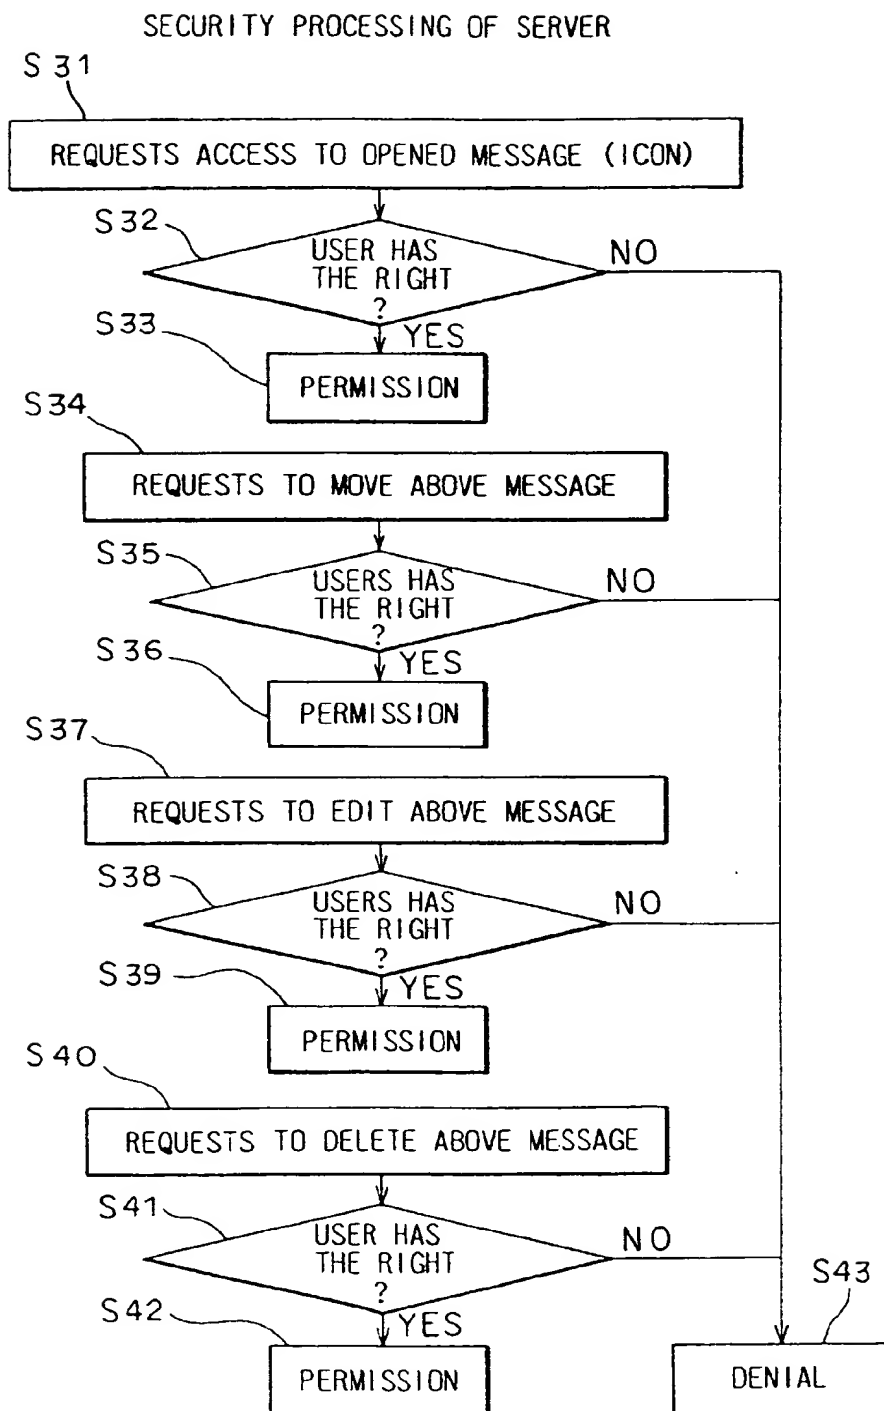 SECURITY PROCESSING OF SERVER
S31
REQUESTS ACCESS TO OPENED MESSAGE (ICON)
S32
USER HAS
THE RIGHT
?
NO
YES
S33
PERMISSION
S34
REQUESTS TO MOVE ABOVE MESSAGE
S35
USERS HAS
THE RIGHT
?
NO
YES
S36
PERMISSION
S37
REQUESTS TO EDIT ABOVE MESSAGE
S38
USERS HAS
THE RIGHT
?
NO
YES
S39
PERMISSION
S40
REQUESTS TO DELETE ABOVE MESSAGE
S41
USER HAS
THE RIGHT
?
NO
YES
S42
PERMISSION
S43
DENIAL